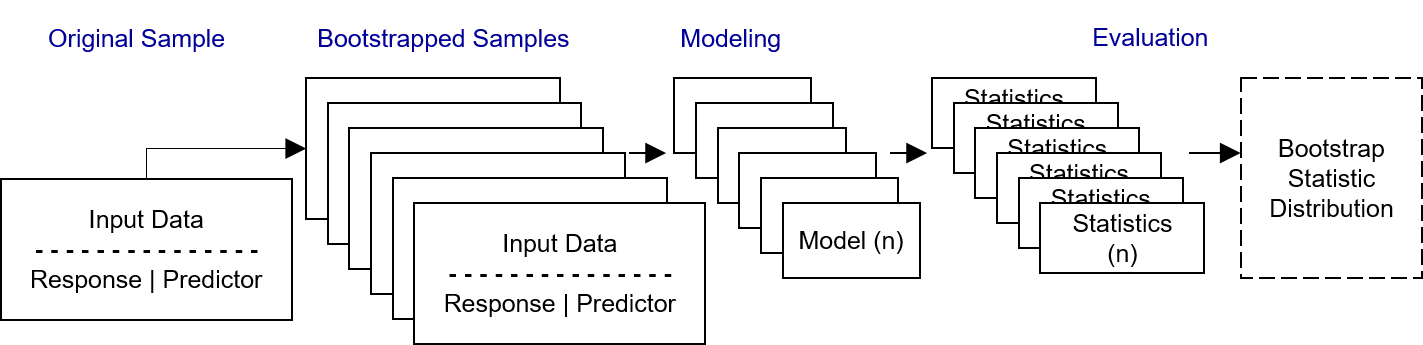 Original Sample
Bootstrapped Samples
Modeling
Evaluation
Input Data
Response | Predictor
Input Data
Response | Predictor
Model (n)
Statistics
Statistics
Statistics
Statistics
Statistics
Statistics
(n)
Bootstrap
Statistic
Distribution